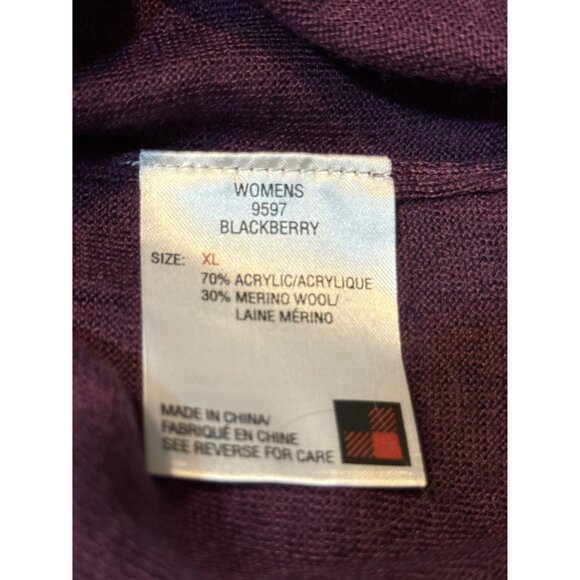 WOMENS
9597
BLACKBERRY
SIZE: XL
70% ACRYLIC/ACRYLIQUE
30% MERINO WOOL/
LAINE MÉRINO
MADE IN CHINA/
FABRIQUÉ EN CHINE
SEE REVERSE FOR CARE